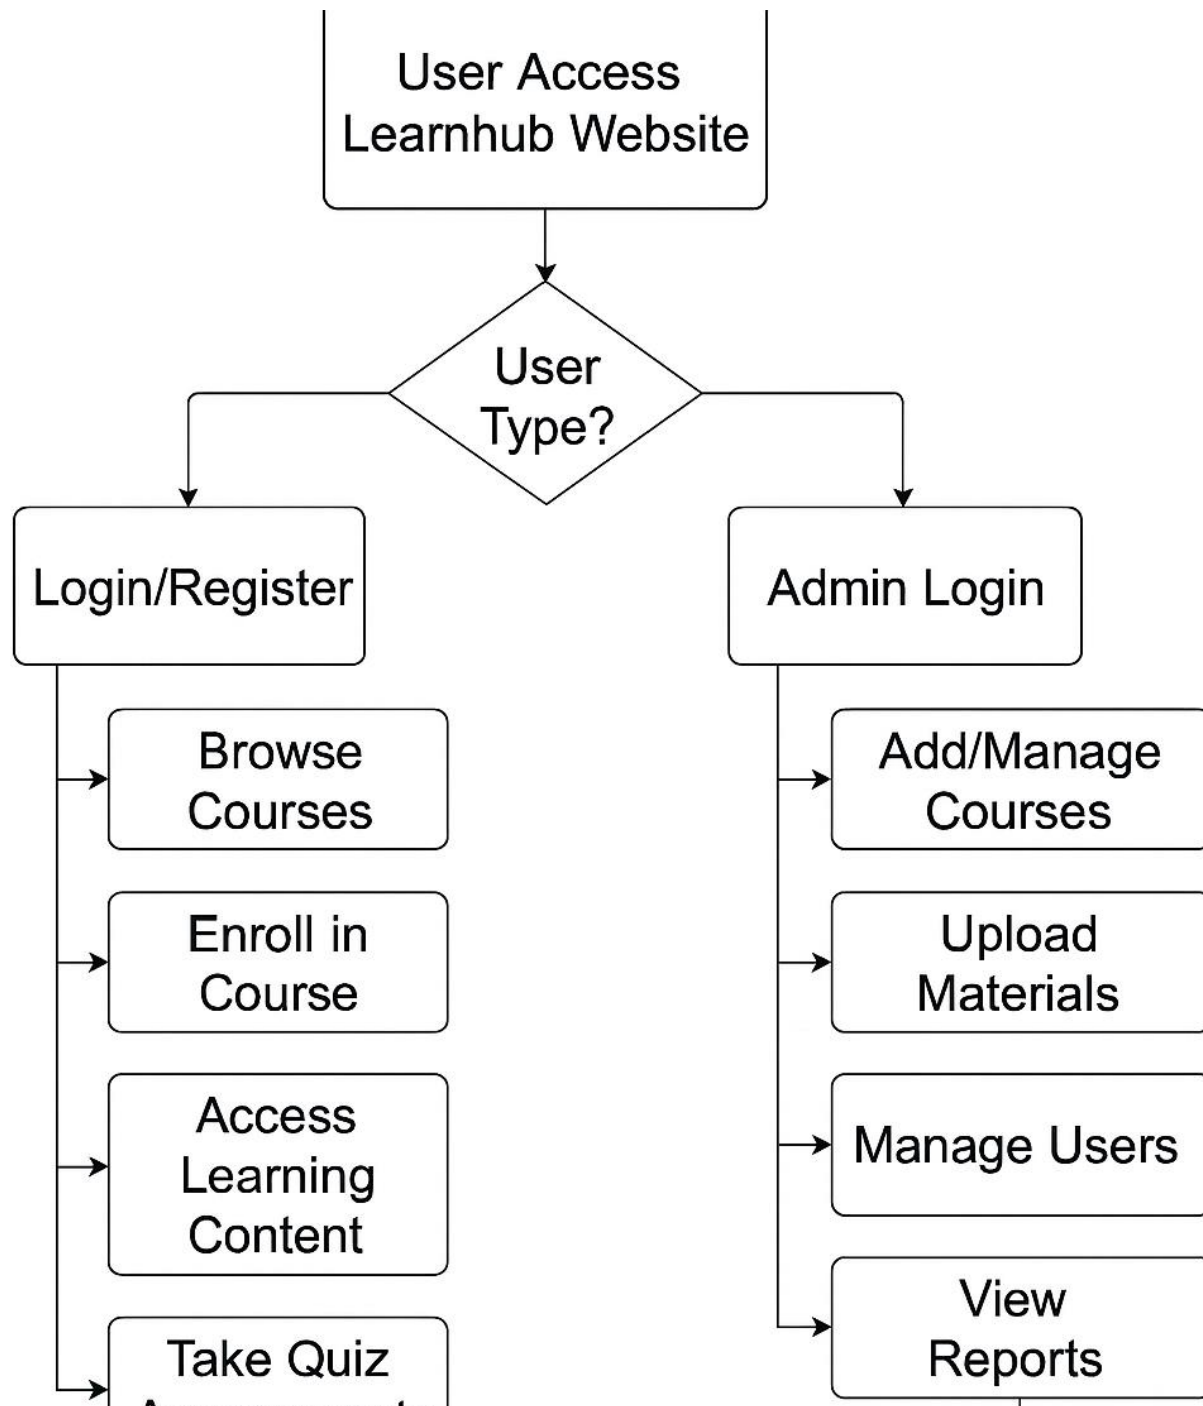 User Access
Learnhub Website
User
Type?
Login/Register
Admin Login
Browse
Courses
Enroll in
Course
Access
Learning
Content
Take Quiz
Add/Manage
Courses
Upload
Materials
Manage Users
View
Reports